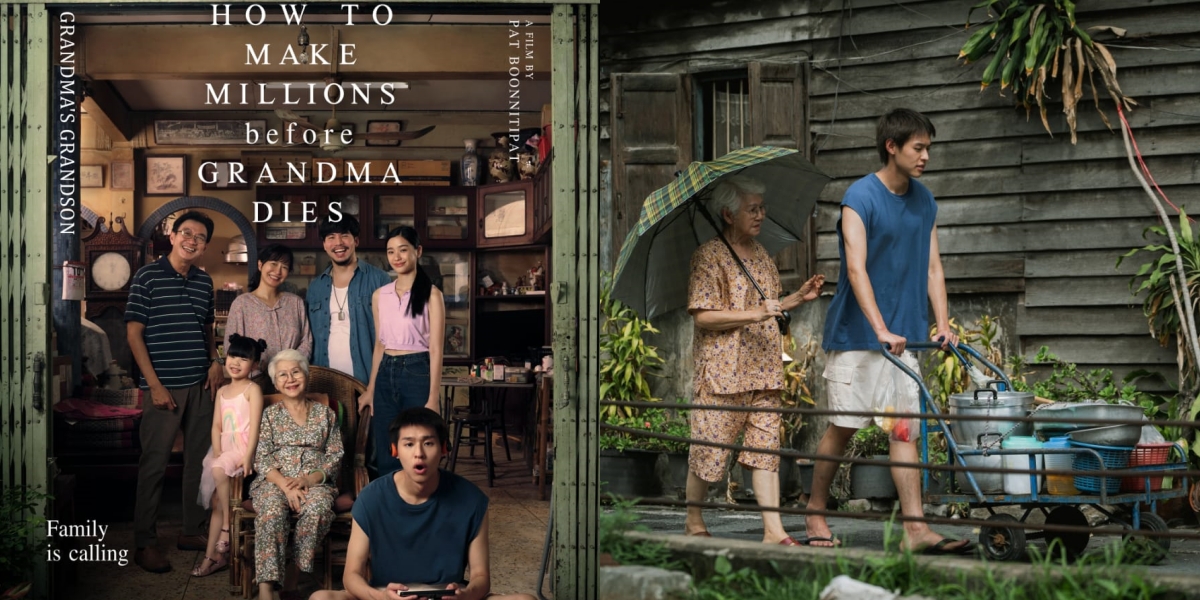 HOW TO
MAKE
MILLIONS
before
GRANDMA
DIES
GRANDMA'S GRANDSON
A FILM BY
PAT BOONNITIPAT
Family
is calling